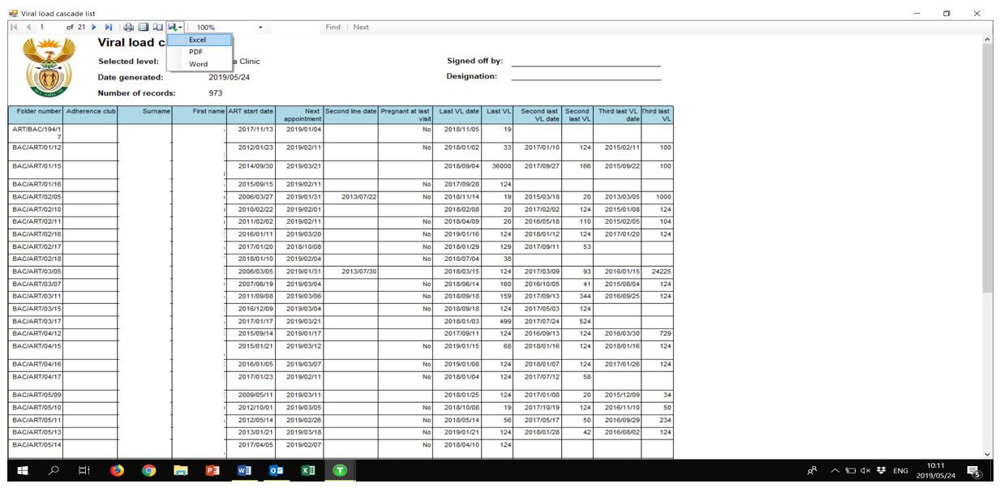 Viral load cascade list
1 of 21 100% Find Next
Viral load c
Excel
PDF
Word
Selected level: a Clinic Signed off by:
Date generated: 2019/05/24 Designation:
Number of records: 973
Folder number Adherence club Surname First name ART start date Next appointment Second line date Pregnant at last visit Last VL date Last VL Second last VL date Second last VL Third last VL date Third last VL
ART/BAC/194/17 2017/11/13 2019/01/04 No 2018/11/05 19
BAC/ART/01/12 2012/01/23 2019/02/11 No 2018/01/02 33 2017/01/10 124 2015/02/11 100
BAC/ART/01/15 2014/09/30 2019/03/21 2018/09/04 36000 2017/09/27 166 2015/09/22 100
BAC/ART/01/16 2015/09/15 2019/02/11 No 2017/09/28 124
BAC/ART/02/05 2006/03/27 2019/01/31 2013/07/22 No 2018/11/14 19 2015/03/18 20 2013/03/05 1000
BAC/ART/02/10 2010/02/22 2019/02/01 2018/02/08 20 2017/02/02 124 2015/01/08 124
BAC/ART/02/11 2011/02/02 2019/02/11 No 2018/04/09 20 2016/05/18 110 2015/02/05 104
BAC/ART/02/16 2016/01/11 2019/03/20 No 2019/01/16 124 2018/01/12 124 2017/01/20 124
BAC/ART/02/17 2017/01/20 2018/10/08 No 2018/01/29 129 2017/09/11 53
BAC/ART/02/18 2018/01/10 2019/02/04 No 2018/07/04 38
BAC/ART/03/05 2006/03/05 2019/01/31 2013/07/30 2018/03/15 124 2017/03/09 93 2016/01/15 24225
BAC/ART/03/07 2007/06/19 2019/03/04 No 2018/06/14 160 2016/10/05 41 2015/08/04 124
BAC/ART/03/11 2011/09/08 2019/03/06 No 2018/09/18 159 2017/09/13 344 2016/09/25 124
BAC/ART/03/15 2016/12/09 2019/03/04 No 2018/09/18 124 2017/05/03 124
BAC/ART/03/17 2017/01/17 2019/03/21 2018/01/03 499 2017/07/24 524
BAC/ART/04/12 2015/09/14 2019/01/17 2017/09/11 124 2016/09/13 124 2016/03/30 729
BAC/ART/04/15 2015/01/21 2019/03/12 No 2019/01/15 68 2018/01/16 124 2018/01/16 124
BAC/ART/04/16 2016/01/05 2019/03/07 No 2019/01/08 124 2018/01/07 124 2017/01/26 124
BAC/ART/04/17 2017/01/23 2019/02/11 No 2018/01/04 124 2017/07/12 58
BAC/ART/05/09 2009/05/11 2019/03/11 2018/01/25 124 2017/01/08 20 2015/12/09 34
BAC/ART/05/10 2012/10/01 2019/03/05 No 2018/10/08 19 2017/10/19 124 2016/11/10 50
BAC/ART/05/11 2012/05/14 2019/02/26 No 2018/05/14 56 2017/05/17 50 2016/09/29 234
BAC/ART/05/13 2013/01/21 2019/03/18 No 2019/01/21 124 2018/01/28 42 2016/08/02 124
BAC/ART/05/14 2017/04/05 2019/02/07 No 2018/04/10 124
ENG 10:11
2019/05/24 5